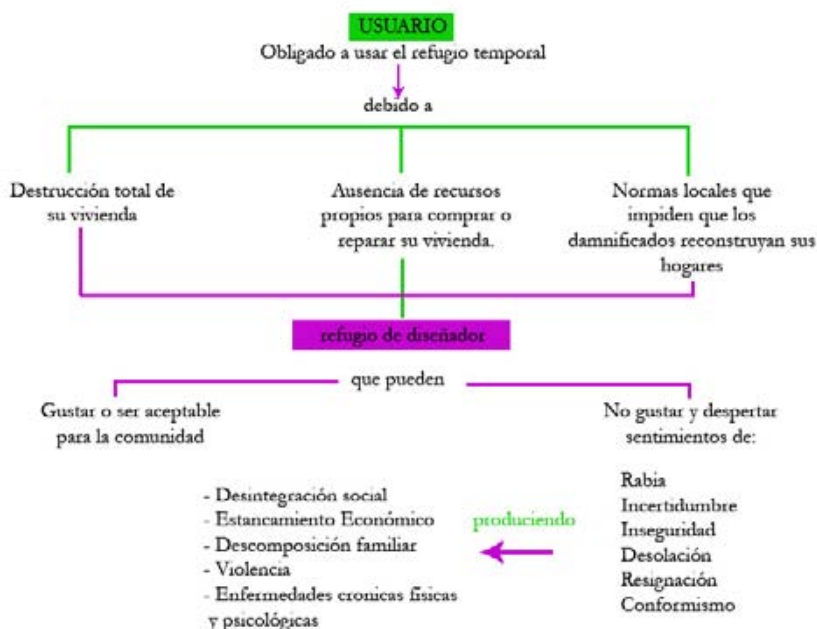 USUARIO
Obligado a usar el refugio temporal
debido a
Destrucción total de
su vivienda
Ausencia de recursos
propios para comprar o
reparar su vivienda.
Normas locales que
impiden que los
damnificados reconstruyan sus
hogares
refugio de diseñador
que pueden
Gustar o ser aceptable
para la comunidad
No gustar y despertar
sentimientos de:
Rabia
Incertidumbre
Inseguridad
Desolación
Resignación
Conformismo
produciendo
- Desintegración social
- Estancamiento Económico
- Descomposición familiar
- Violencia
- Enfermedades cronicas físicas
y psicológicas